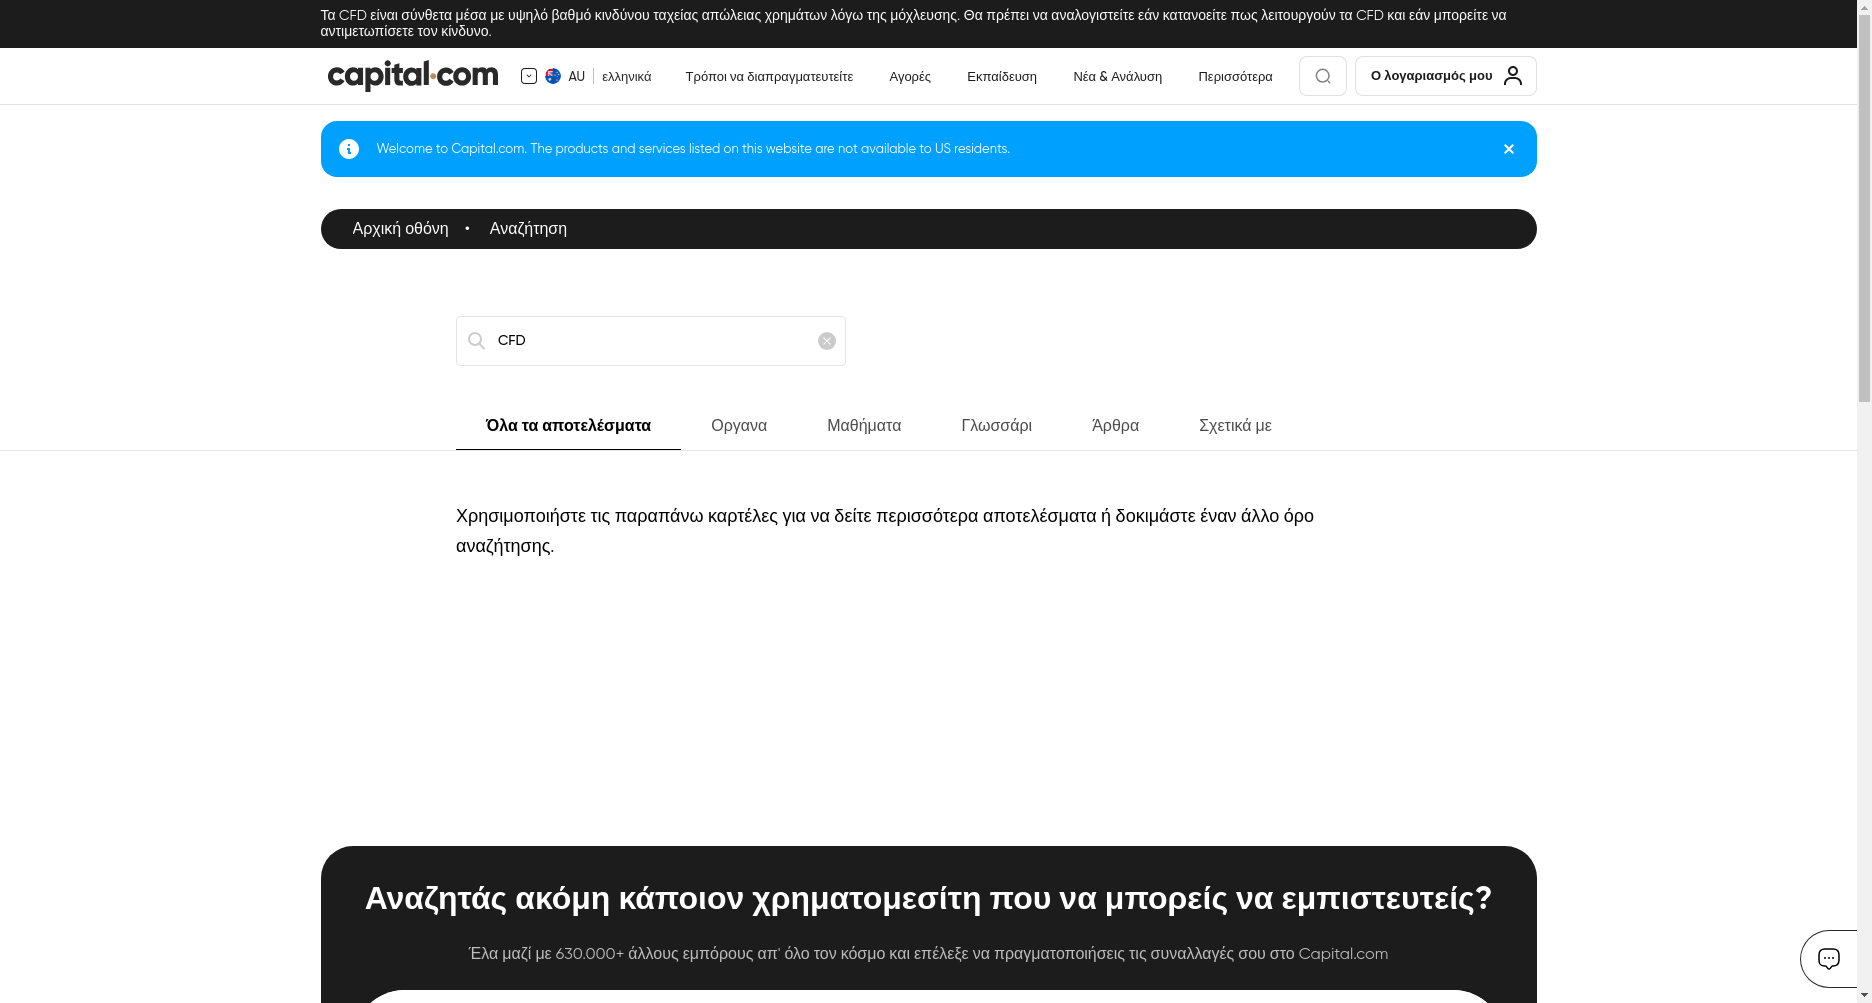 Τα CFD είναι σύνθετα μέσα με υψηλό βαθμό κινδύνου ταχείας απώλειας χρημάτων λόγω της μόχλευσης. Θα πρέπει να αναλογιστείτε εάν κατανοείτε πως λειτουργούν τα CFD και εάν μπορείτε να
αντιμετωπίσετε τον κίνδυνο.
capital.com AU ελληνικά Τρόποι να διαπραγματευτείτε Αγορές Εκπαίδευση Νέα & Ανάλυση Περισσότερα Ο λογαριασμός μου
Welcome to Capital.com. The products and services listed on this website are not available to US residents.
Αρχική οθόνη • Αναζήτηση
CFD
Όλα τα αποτελέσματα Οργανα Μαθήματα Γλωσσάρι Άρθρα Σχετικά με
Χρησιμοποιήστε τις παραπάνω καρτέλες για να δείτε περισσότερα αποτελέσματα ή δοκιμάστε έναν άλλο όρο
αναζήτησης.
Αναζητάς ακόμη κάποιον χρηματομεσίτη που να μπορείς να εμπιστευτείς?
Έλα μαζί με 630.000+ άλλους εμπόρους απ' όλο τον κόσμο και επέλεξε να πραγματοποιήσεις τις συναλλαγές σου στο Capital.com